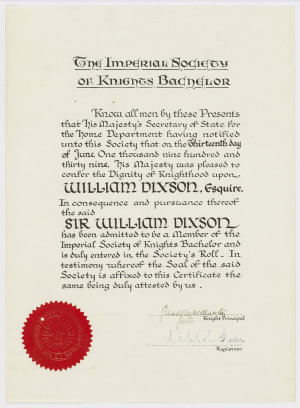 The Imperial Society
of Knights Bachelor
Know all men by these Presents
that His Majesty's Secretary of State for
the Home Department having notified
unto this Society that on the Thirteenth day
of June, One thousand nine hundred and
thirty nine, His Majesty was pleased to
confer the Dignity of Knighthood upon
WILLIAM DIXSON, Esquire.
In consequence and pursuance thereof
the said
SIR WILLIAM DIXSON
has been admitted to be a Member of the
Imperial Society of Knights Bachelor and
is duly entered in the Society's Roll. In
testimony whereof the Seal of the said
Society is affixed to this Certificate the
same being duly attested by us.
Knight Principal
Registrar.